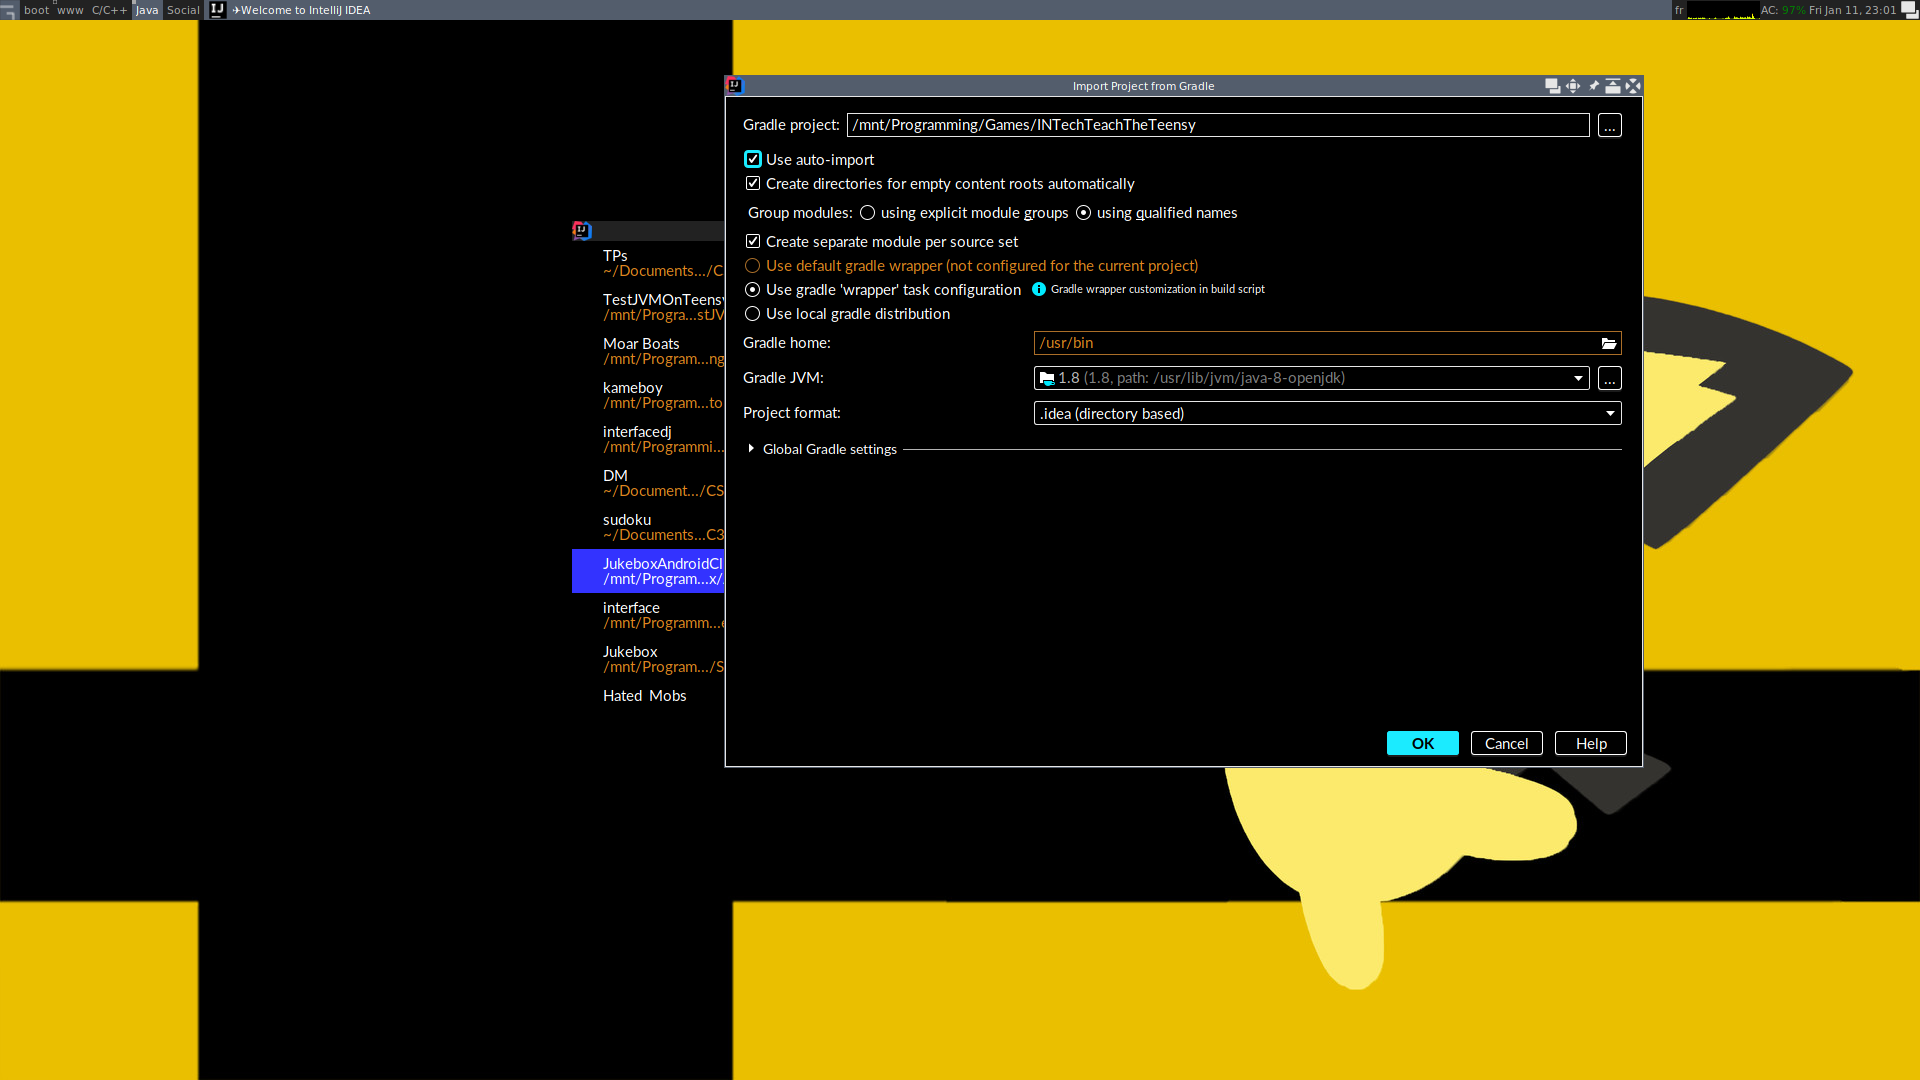 boot www C/C++ Java Social IJ ✈Welcome to IntelliJ IDEA fr AC: 97% Fri Jan 11, 23:01
Import Project from Gradle
Gradle project: /mnt/Programming/Games/INTechTeachTheTeensy ...
Use auto-import
Create directories for empty content roots automatically
Group modules: using explicit module groups using qualified names
Create separate module per source set
Use default gradle wrapper (not configured for the current project)
Use gradle 'wrapper' task configuration Gradle wrapper customization in build script
Use local gradle distribution
Gradle home: /usr/bin
Gradle JVM: 1.8 (1.8, path: /usr/lib/jvm/java-8-openjdk) ...
Project format: .idea (directory based)
Global Gradle settings
OK Cancel Help
TPs
~/Documents.../C
TestJVMOnTeensy
/mnt/Progra...stJV
Moar Boats
/mnt/Program...ng
kameboy
/mnt/Program...to
interfacedj
/mnt/Programmi...
DM
~/Document.../CS
sudoku
~/Documents...C3
JukeboxAndroidCl
/mnt/Program...x/
interface
/mnt/Programm...e
Jukebox
/mnt/Program.../S
Hated Mobs